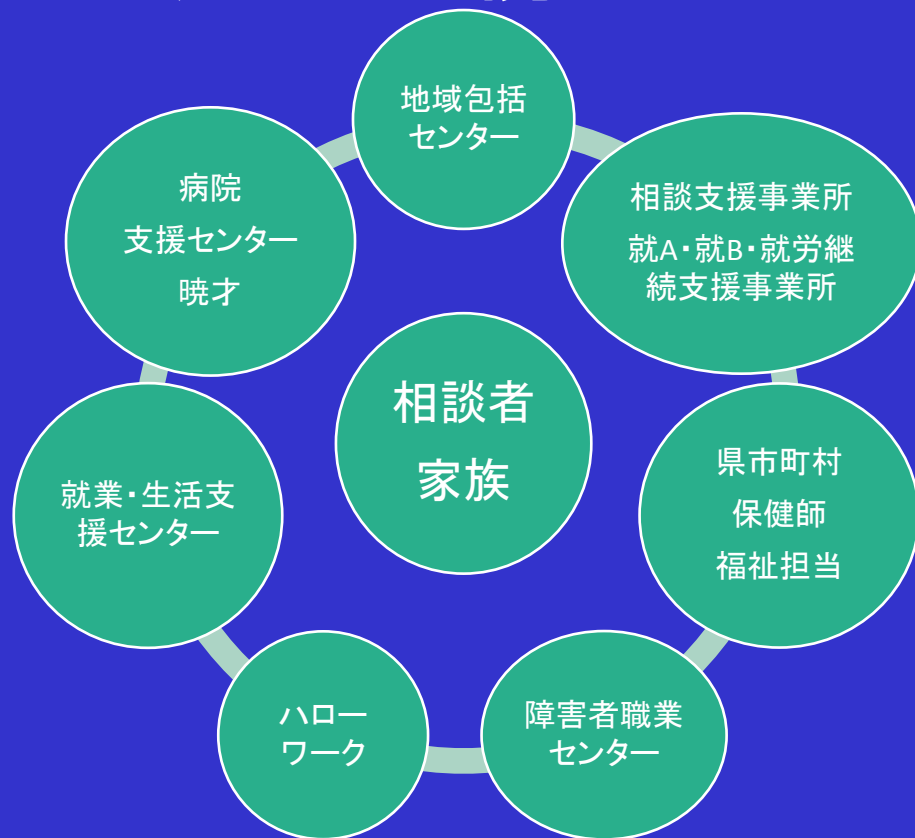 地域包括
センター
相談支援事業所
就A・就B・就労継
続支援事業所
県市町村
保健師
福祉担当
障害者職業
センター
ハロー
ワーク
就業・生活支
援センター
病院
支援センター
暁才
相談者
家族